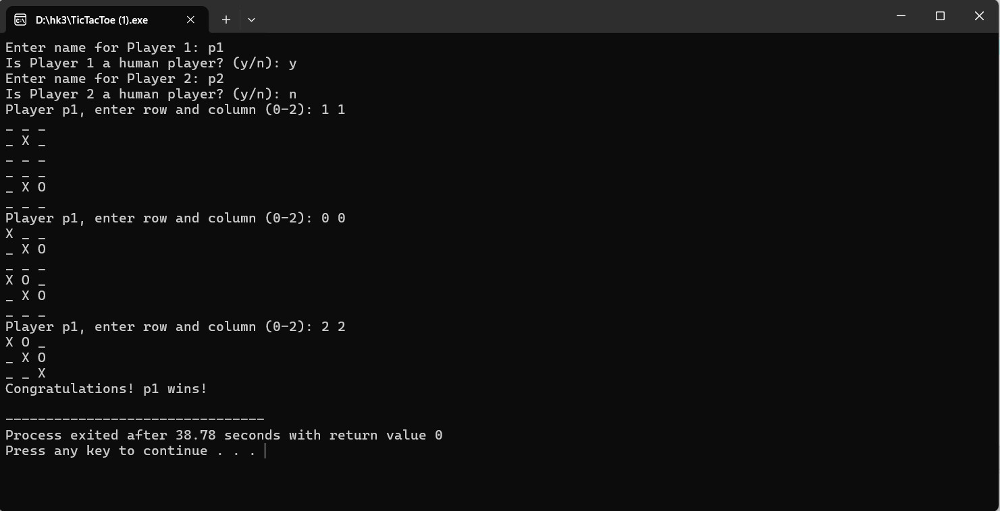 D:\hk3\TicTacToe (1).exe
Enter name for Player 1: p1
Is Player 1 a human player? (y/n): y
Enter name for Player 2: p2
Is Player 2 a human player? (y/n): n
Player p1, enter row and column (0-2): 1 1
_ _ _
_ X _
_ _ _
_ _ _
_ X O
_ _ _
Player p1, enter row and column (0-2): 0 0
X _ _
_ X O
_ _ _
X O _
_ X O
_ _ _
Player p1, enter row and column (0-2): 2 2
X O _
_ X O
_ _ X
Congratulations! p1 wins!
--------------------------------
Process exited after 38.78 seconds with return value 0
Press any key to continue . . .